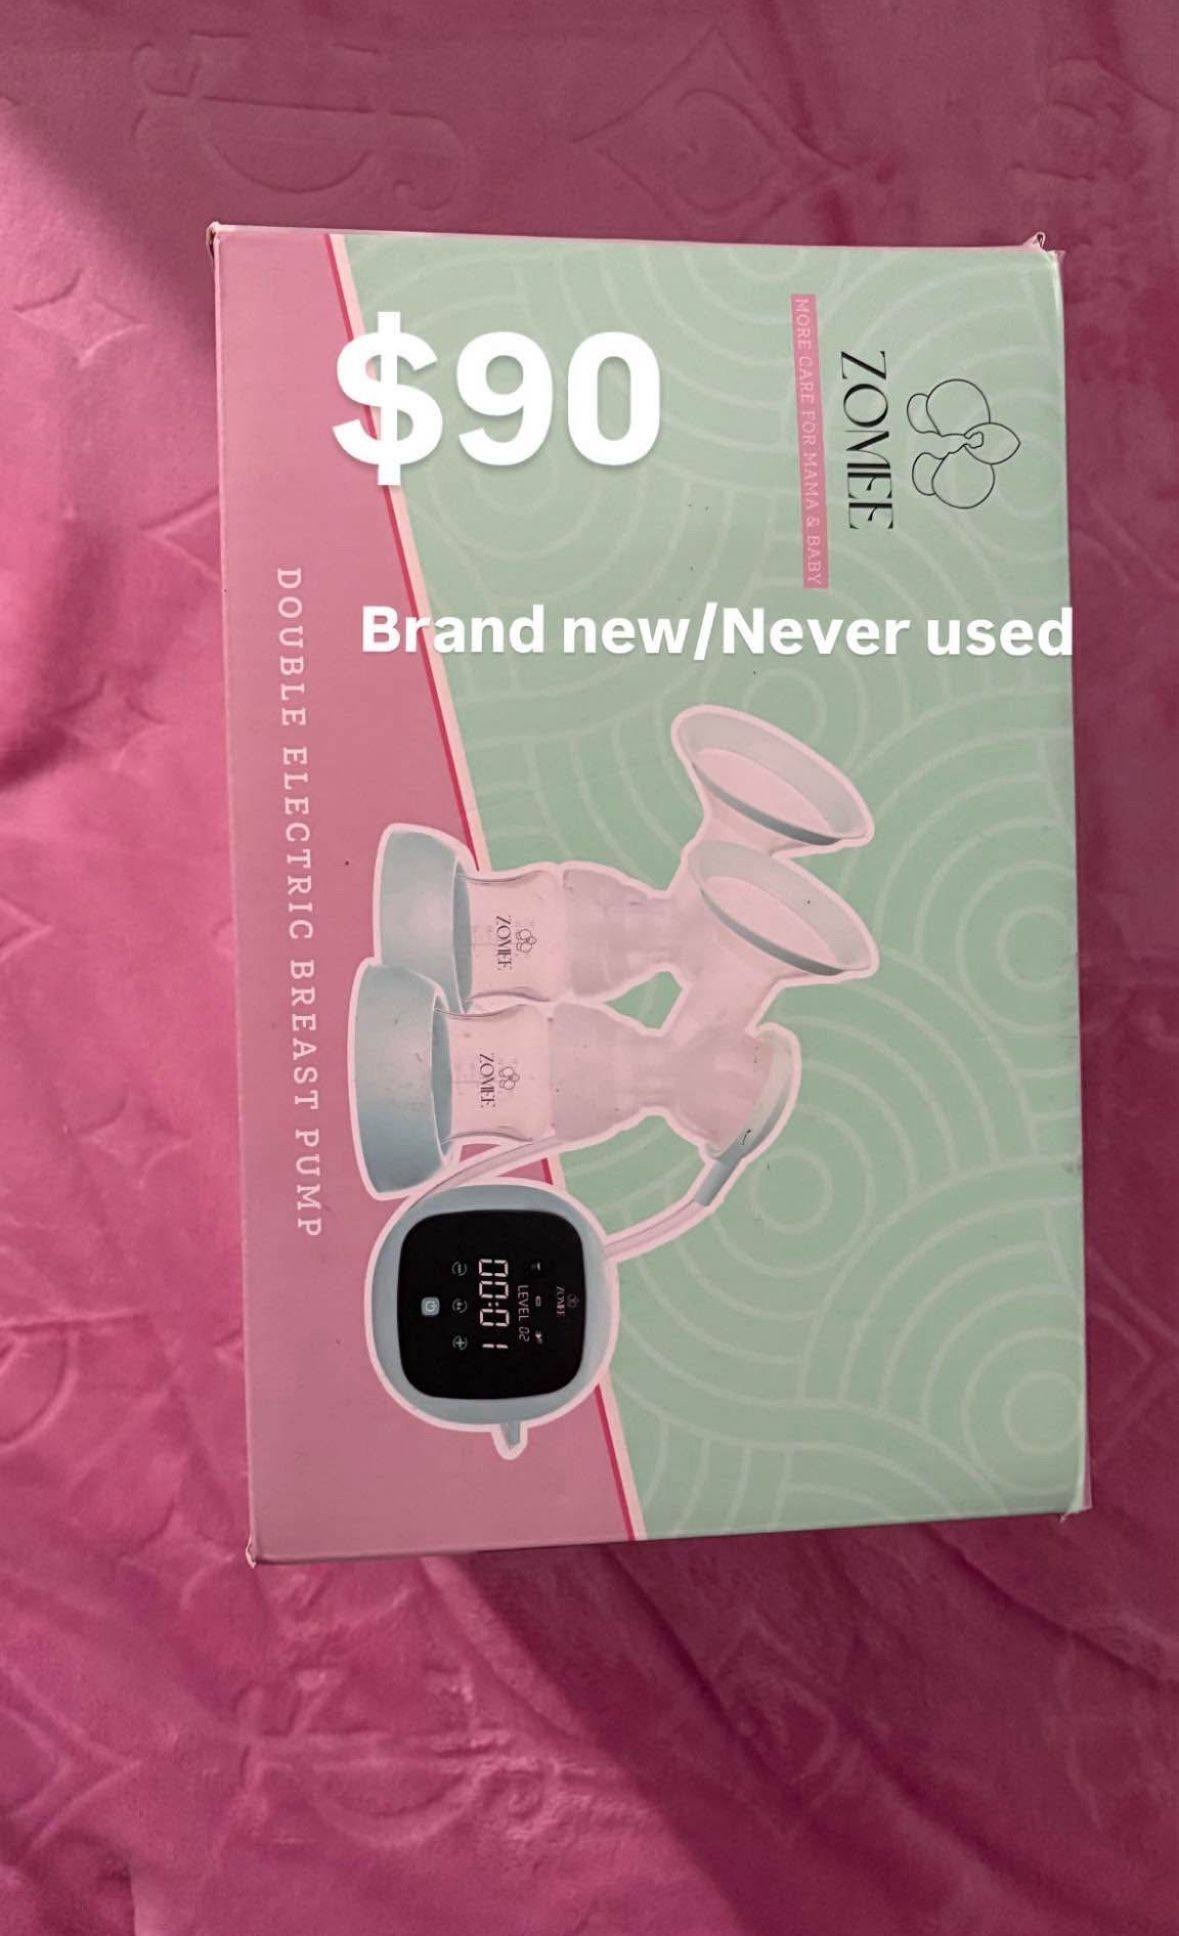 $90
Brand new/Never used
ZOMEE
MORE CARE FOR MAMA & BABY
DOUBLE ELECTRIC BREAST PUMP
ZOMEE
ZOMEE
ZOMEE
LEVEL 02
00:01